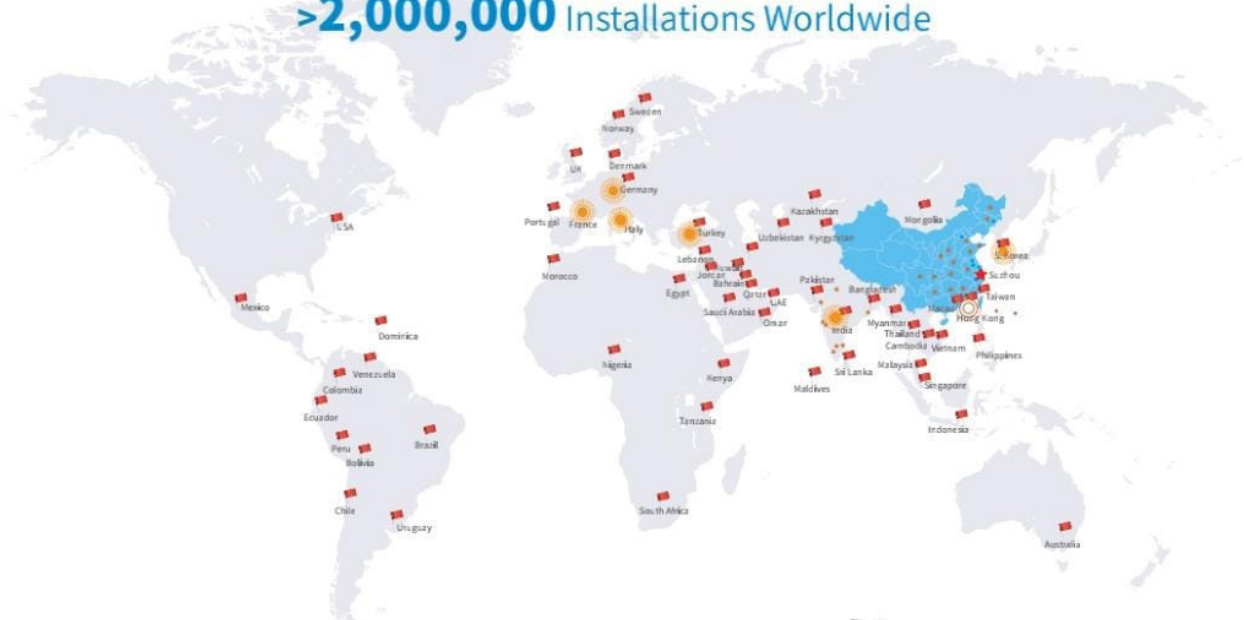 >2,000,000 Installations Worldwide
Sweden
Norway
UK
Denmark
Germany
Portugal
France
Italy
Turkey
Kazakhstan
Uzbekistan
Kyrgyzstan
Mongolia
S. Korea
Suzhou
USA
Morocco
Lebanon
Kuwait
Jordan
Bahrain
Egypt
Qatar
UAE
Saudi Arabia
Oman
Pakistan
Bangladesh
Taiwan
Macau
Hong Kong
India
Myanmar
Thailand
Cambodia
Vietnam
Philippines
Mexico
Dominica
Venezuela
Colombia
Nigeria
Kenya
Maldives
Sri Lanka
Malaysia
Singapore
Ecuador
Tanzania
Indonesia
Peru
Brazil
Bolivia
Chile
Uruguay
South Africa
Australia